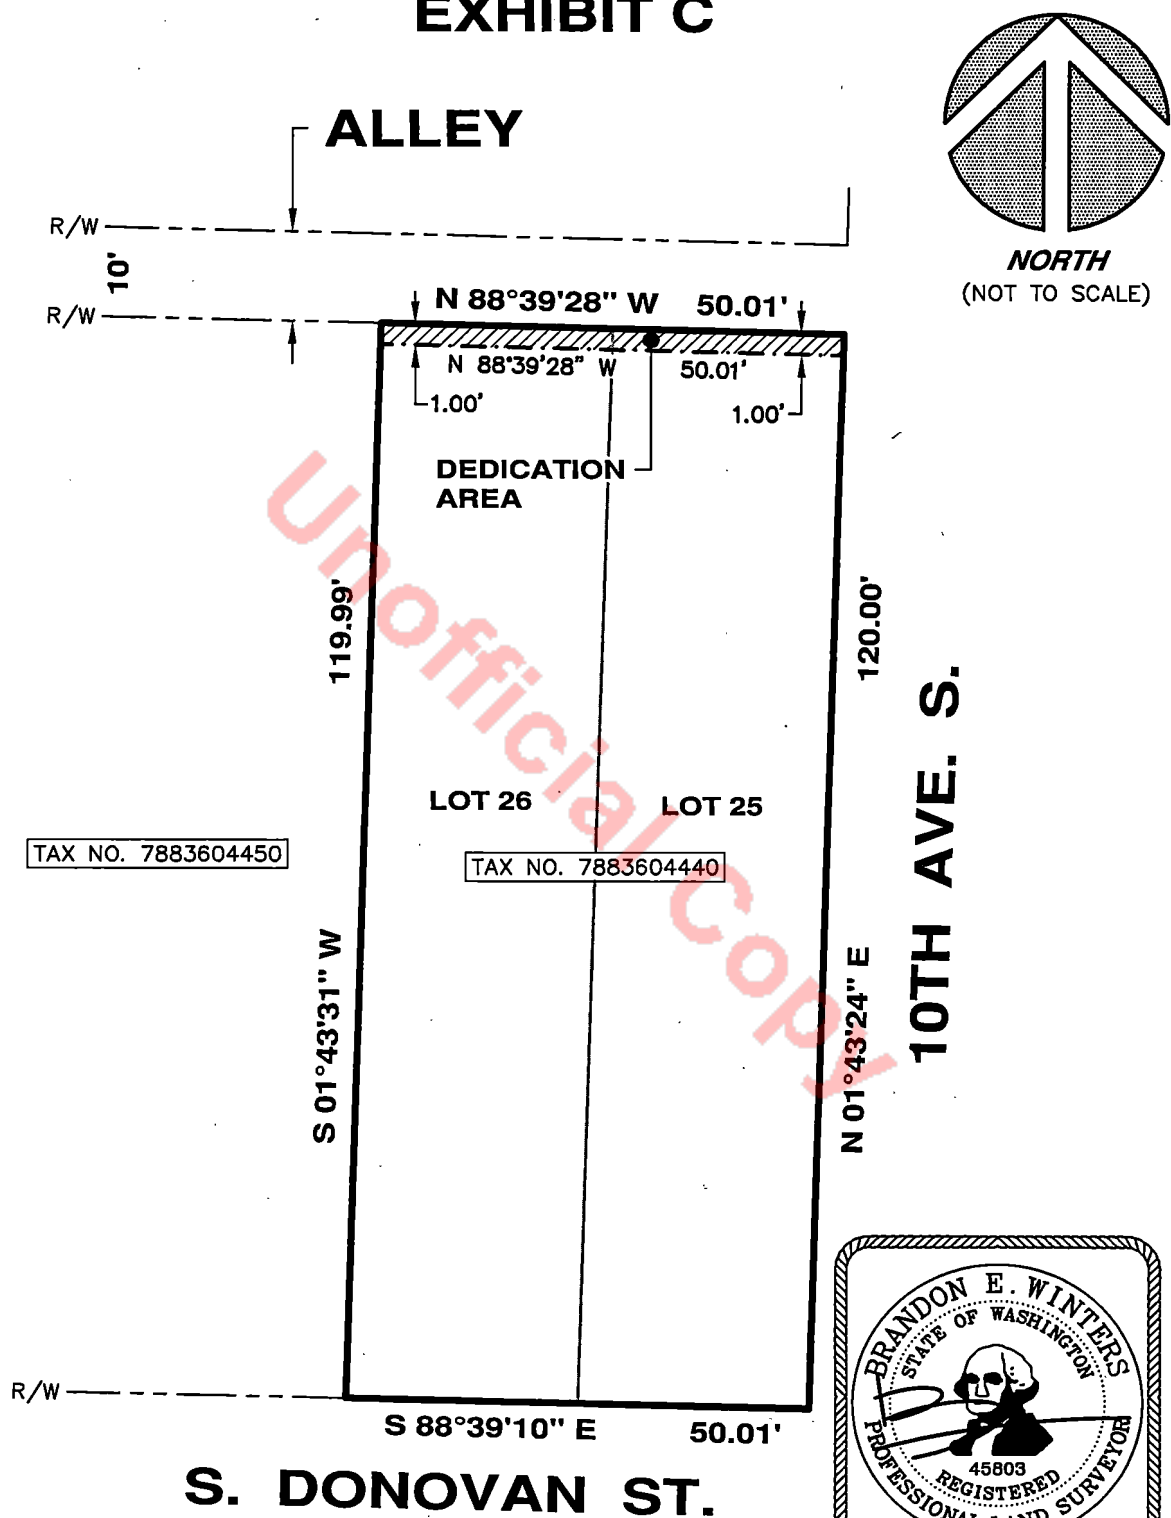 EXHIBIT C
ALLEY
R/W
10'
R/W
NORTH
(NOT TO SCALE)
N 88°39'28" W 50.01'
N 88°39'28" W 50.01'
1.00'
1.00'
DEDICATION
AREA
119.99'
120.00'
10TH AVE. S.
LOT 26
LOT 25
TAX NO. 7883604450
TAX NO. 7883604440
S 01°43'31" W
N 01°43'24" E
Unofficial Copy
R/W
S 88°39'10" E 50.01'
S. DONOVAN ST.
BRANDON E. WINTERS
STATE OF WASHINGTON
45803
REGISTERED
PROFESSIONAL LAND SURVEYOR